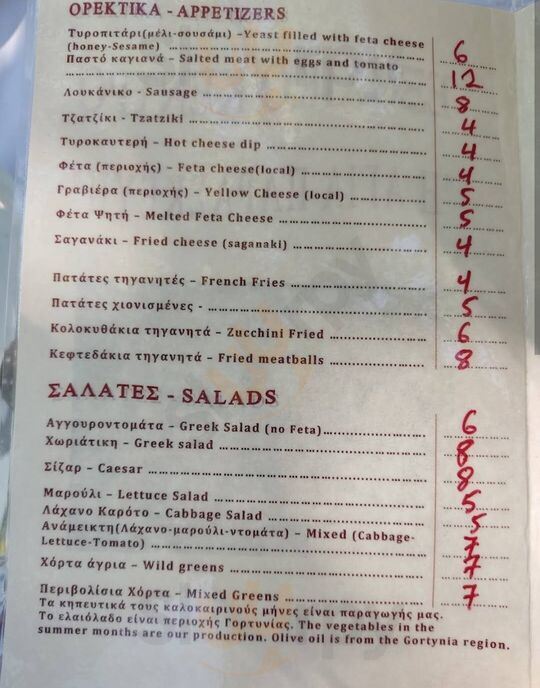 ΟΡΕΚΤΙΚΑ - APPETIZERS
Τυροπιτάρι(μέλι-σουσάμι) –Yeast filled with feta cheese
(honey-Sesame) 6
Παστό καγιανά – Salted meat with eggs and tomato
12
Λουκάνικο - Sausage 8
Τζατζίκι - Tzatziki 4
Τυροκαυτερή – Hot cheese dip 4
Φέτα (περιοχής) – Feta cheese(local) 4
Γραβιέρα (περιοχής) – Yellow Cheese (local) 5
Φέτα Ψητή – Melted Feta Cheese 5
Σαγανάκι – Fried cheese (saganaki) 4
Πατάτες τηγανητές – French Fries 4
Πατάτες χιονισμένες - 5
Κολοκυθάκια τηγανητά – Zucchini Fried 6
Κεφτεδάκια τηγανητά – Fried meatballs 8
ΣΑΛΑΤΕΣ - SALADS
Αγγουροντομάτα – Greek Salad (no Feta) 6
Χωριάτικη – Greek salad 8
Σίζαρ – Caesar 8
Μαρούλι – Lettuce Salad 5
Λάχανο Καρότο – Cabbage Salad 5
Ανάμεικτη(Λάχανο-μαρούλι-ντομάτα) – Mixed (Cabbage-
Lettuce-Tomato) 7
Χόρτα άγρια – Wild greens 7
Περιβολίσια Χόρτα – Mixed Greens 7
Τα κηπευτικά τους καλοκαιρινούς μήνες είναι παραγωγής μας.
Το ελαιόλαδο είναι περιοχής Γορτυνίας. The vegetables in the
summer months are our production. Olive oil is from the Gortynia region.